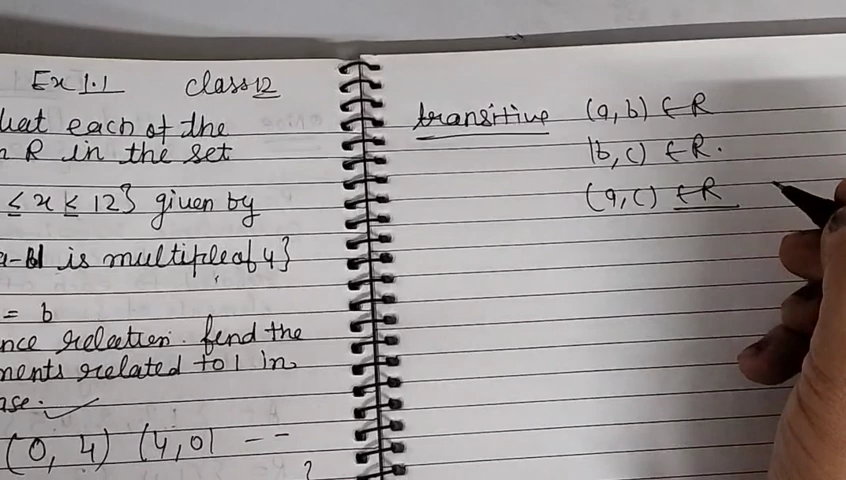 Ex 1.1 class 12
hat each of the
R in the set
≤ x ≤ 12} given by
a-b| is multiple of 4}
= b
nce relation. find the
ments related to 1 in
ase.
(0, 4) (4,0) --
transitive (a, b) ∈ R
(b, c) ∈ R.
(a, c) ∈ R